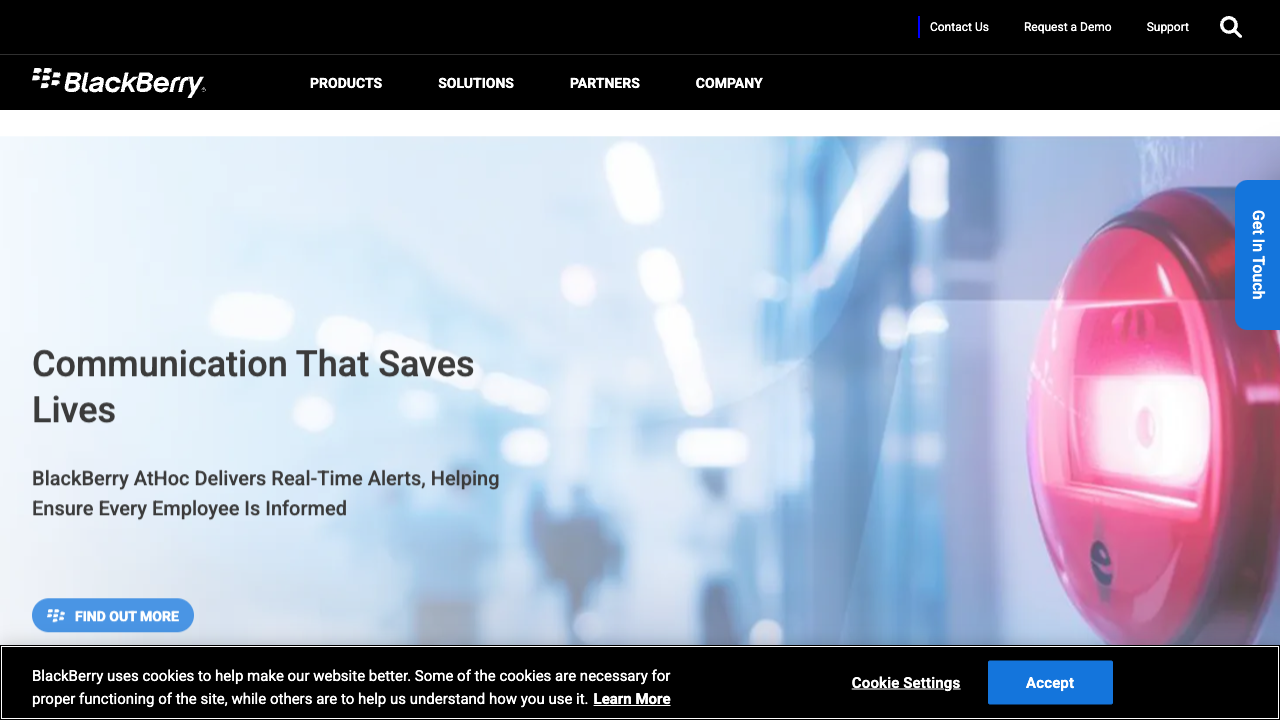 Contact Us
Request a Demo
Support
BlackBerry
PRODUCTS
SOLUTIONS
PARTNERS
COMPANY
Get In Touch
Communication That Saves
Lives
BlackBerry AtHoc Delivers Real-Time Alerts, Helping
Ensure Every Employee Is Informed
FIND OUT MORE
BlackBerry uses cookies to help make our website better. Some of the cookies are necessary for
proper functioning of the site, while others are to help us understand how you use it. Learn More
Cookie Settings
Accept